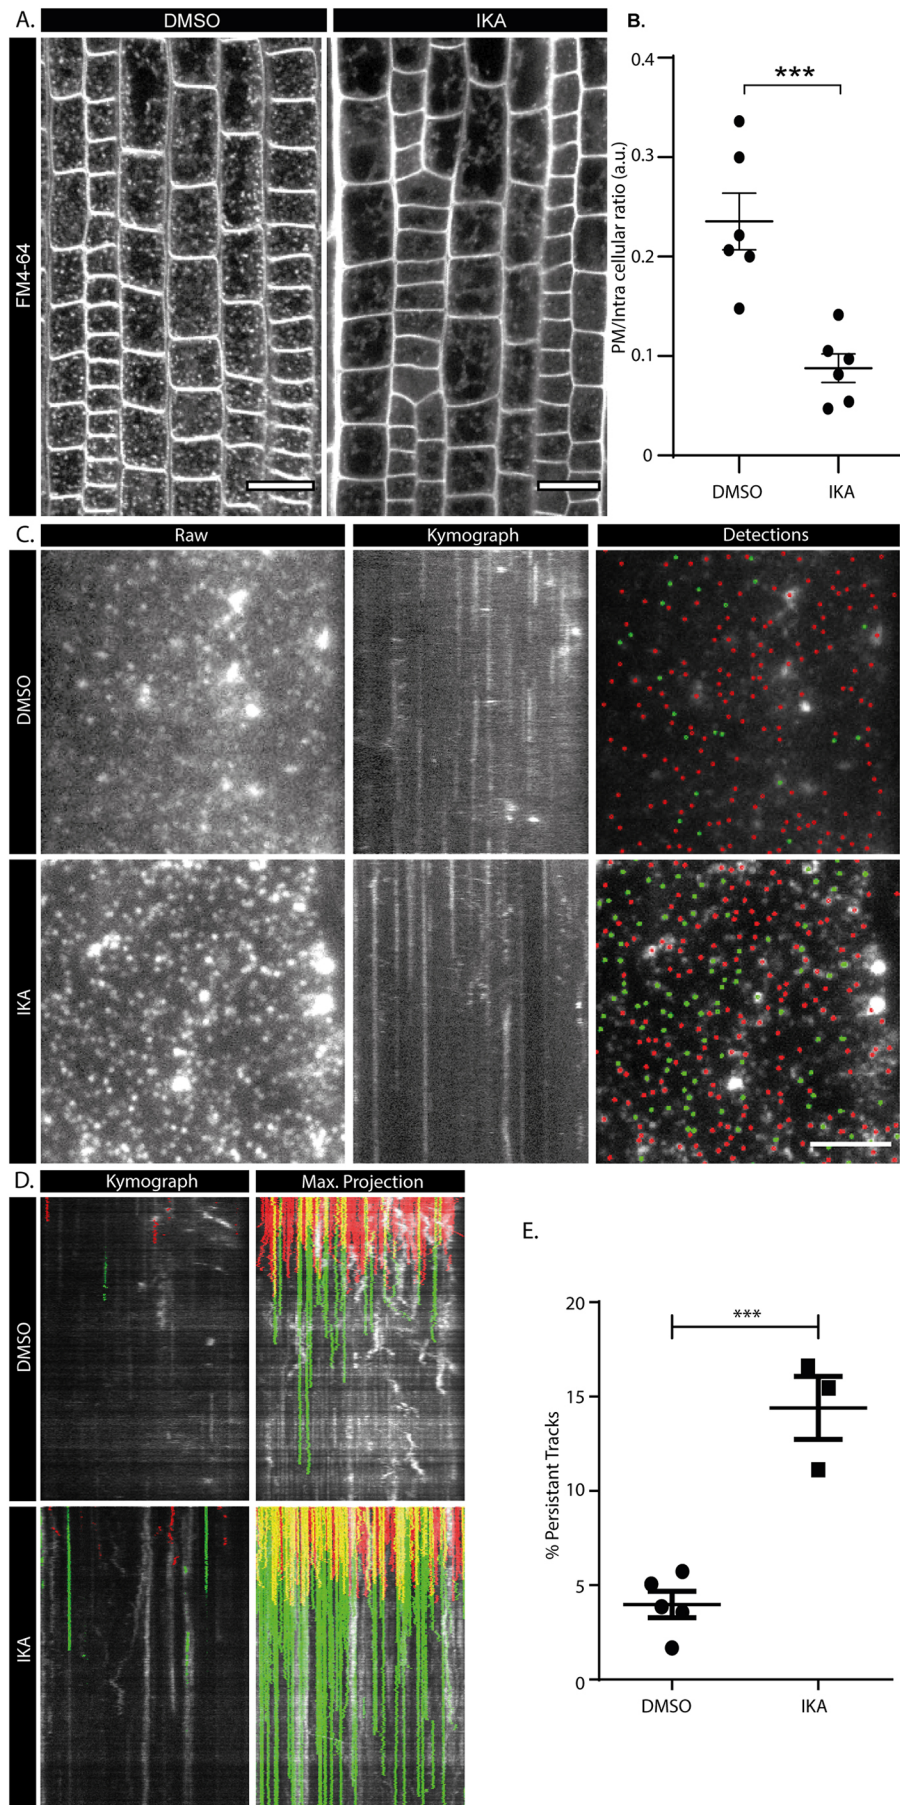 A.
DMSO
IKA
FM4-64
B.
PM/Intra cellular ratio (a.u.)
0.4
0.3
0.2
0.1
0
***
DMSO
IKA
C.
Raw
Kymograph
Detections
DMSO
IKA
D.
Kymograph
Max. Projection
DMSO
IKA
E.
% Persistant Tracks
20
15
10
5
0
***
DMSO
IKA